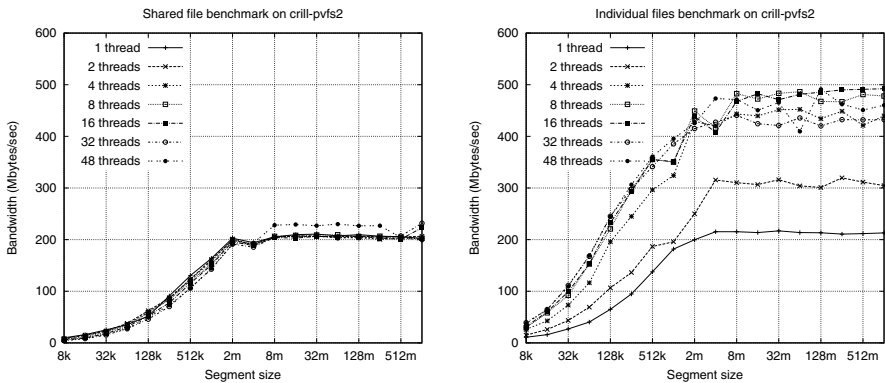 Shared file benchmark on crill-pvfs2
600
500
400
300
200
100
0
Bandwidth (Mbytes/sec)
1 thread
2 threads
4 threads
8 threads
16 threads
32 threads
48 threads
8k 32k 128k 512k 2m 8m 32m 128m 512m
Segment size
Individual files benchmark on crill-pvfs2
600
500
400
300
200
100
0
Bandwidth (Mbytes/sec)
1 thread
2 threads
4 threads
8 threads
16 threads
32 threads
48 threads
8k 32k 128k 512k 2m 8m 32m 128m 512m
Segment size